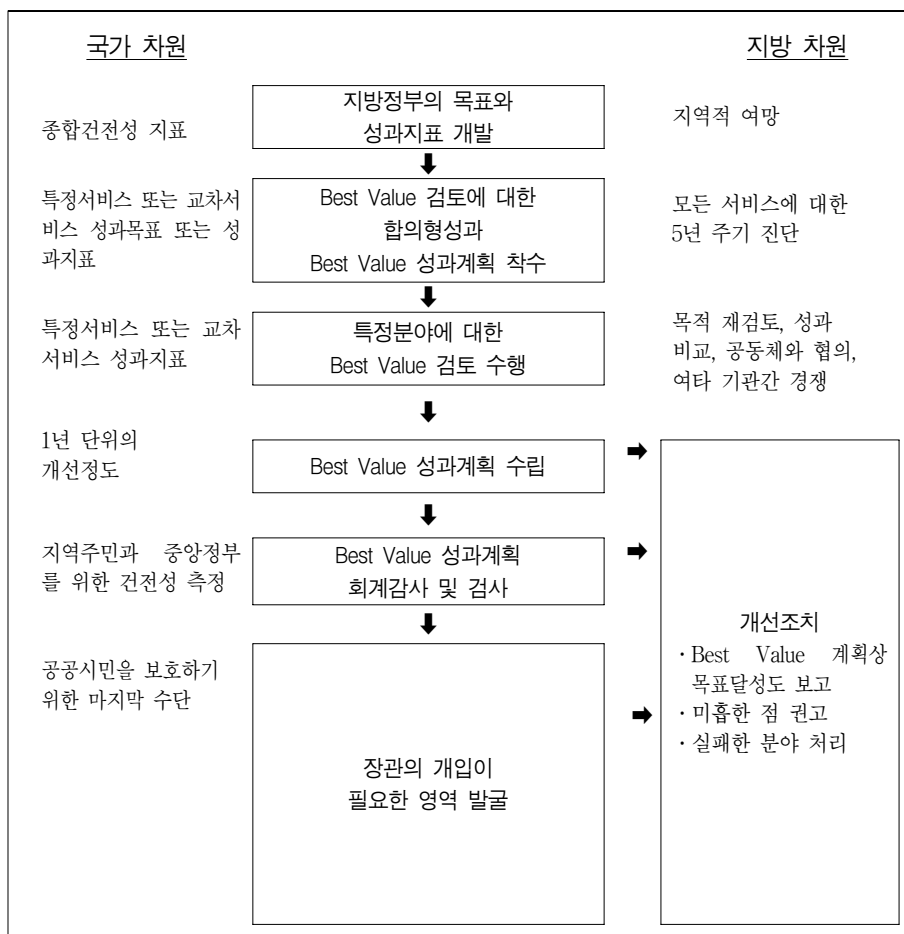 국가 차원
지방 차원
종합건전성 지표
지방정부의 목표와
성과지표 개발
지역적 여망
특정서비스 또는 교차서
비스 성과목표 또는 성
과지표
Best Value 검토에 대한
합의형성과
Best Value 성과계획 착수
모든 서비스에 대한
5년 주기 진단
특정서비스 또는 교차
서비스 성과지표
특정분야에 대한
Best Value 검토 수행
목적 재검토, 성과
비교, 공동체와 협의,
여타 기관간 경쟁
1년 단위의
개선정도
Best Value 성과계획 수립
지역주민과 중앙정부
를 위한 건전성 측정
Best Value 성과계획
회계감사 및 검사
공공시민을 보호하기
위한 마지막 수단
장관의 개입이
필요한 영역 발굴
개선조치
· Best Value 계획상
목표달성도 보고
· 미흡한 점 권고
· 실패한 분야 처리